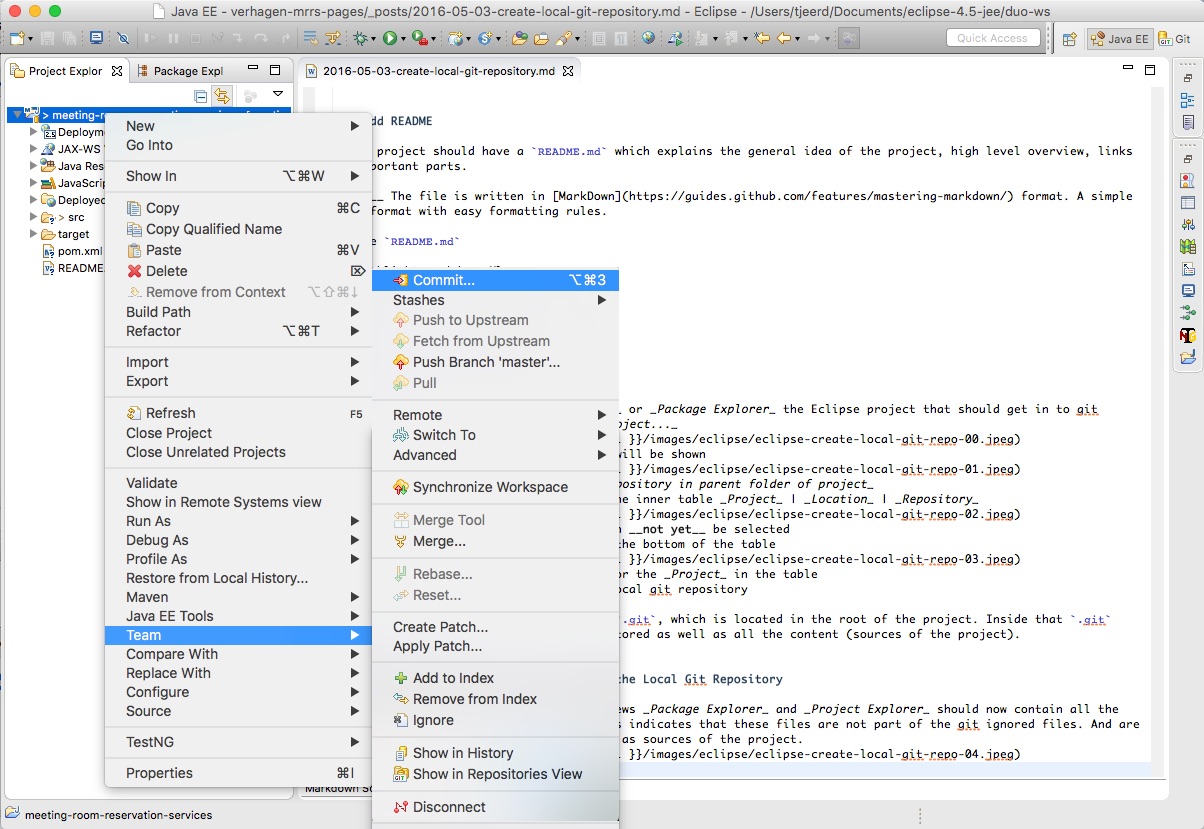 Java EE - verhagen-mrrs-pages/_posts/2016-05-03-create-local-git-repository.md - Eclipse - /Users/tjeerd/Documents/eclipse-4.5-jee/duo-ws
Quick Access
Java EE
Git
Project Explor
Package Expl
2016-05-03-create-local-git-repository.md
> meeting-ro
Deploym
JAX-WS
Java Res
JavaScrip
Deployed
> src
target
pom.xml
README.
New
Go Into
Show In ⌥⌘W
Copy ⌘C
Copy Qualified Name
Paste ⌘V
Delete ⌦
Remove from Context ⌥⇧⌘↓
Build Path
Refactor ⌥⌘T
Import
Export
Refresh F5
Close Project
Close Unrelated Projects
Validate
Show in Remote Systems view
Run As
Debug As
Profile As
Restore from Local History...
Maven
Java EE Tools
Team
Compare With
Replace With
Configure
Source
TestNG
Properties ⌘I
Commit... ⌥⌘3
Stashes
Push to Upstream
Fetch from Upstream
Push Branch 'master'...
Pull
Remote
Switch To
Advanced
Synchronize Workspace
Merge Tool
Merge...
Rebase...
Reset...
Create Patch...
Apply Patch...
Add to Index
Remove from Index
Ignore
Show in History
Show in Repositories View
Disconnect
dd README
project should have a `README.md` which explains the general idea of the project, high level overview, links
portant parts.
__ The file is written in [MarkDown](https://guides.github.com/features/mastering-markdown/) format. A simple
format with easy formatting rules.
e `README.md`
_ or _Package Explorer_ the Eclipse project that should get in to git
oject..._
}}/images/eclipse/eclipse-create-local-git-repo-00.jpeg)
will be shown
}}/images/eclipse/eclipse-create-local-git-repo-01.jpeg)
pository in parent folder of project_
he inner table _Project_ | _Location_ | _Repository_
}}/images/eclipse/eclipse-create-local-git-repo-02.jpeg)
n __not yet__ be selected
the bottom of the table
}}/images/eclipse/eclipse-create-local-git-repo-03.jpeg)
or the _Project_ in the table
ocal git repository
`.git`, which is located in the root of the project. Inside that `.git`
tored as well as all the content (sources of the project).
the Local Git Repository
ews _Package Explorer_ and _Project Explorer_ should now contain all the
s indicates that these files are not part of the git ignored files. And are
as sources of the project.
}}/images/eclipse/eclipse-create-local-git-repo-04.jpeg)
Markdown So
meeting-room-reservation-services